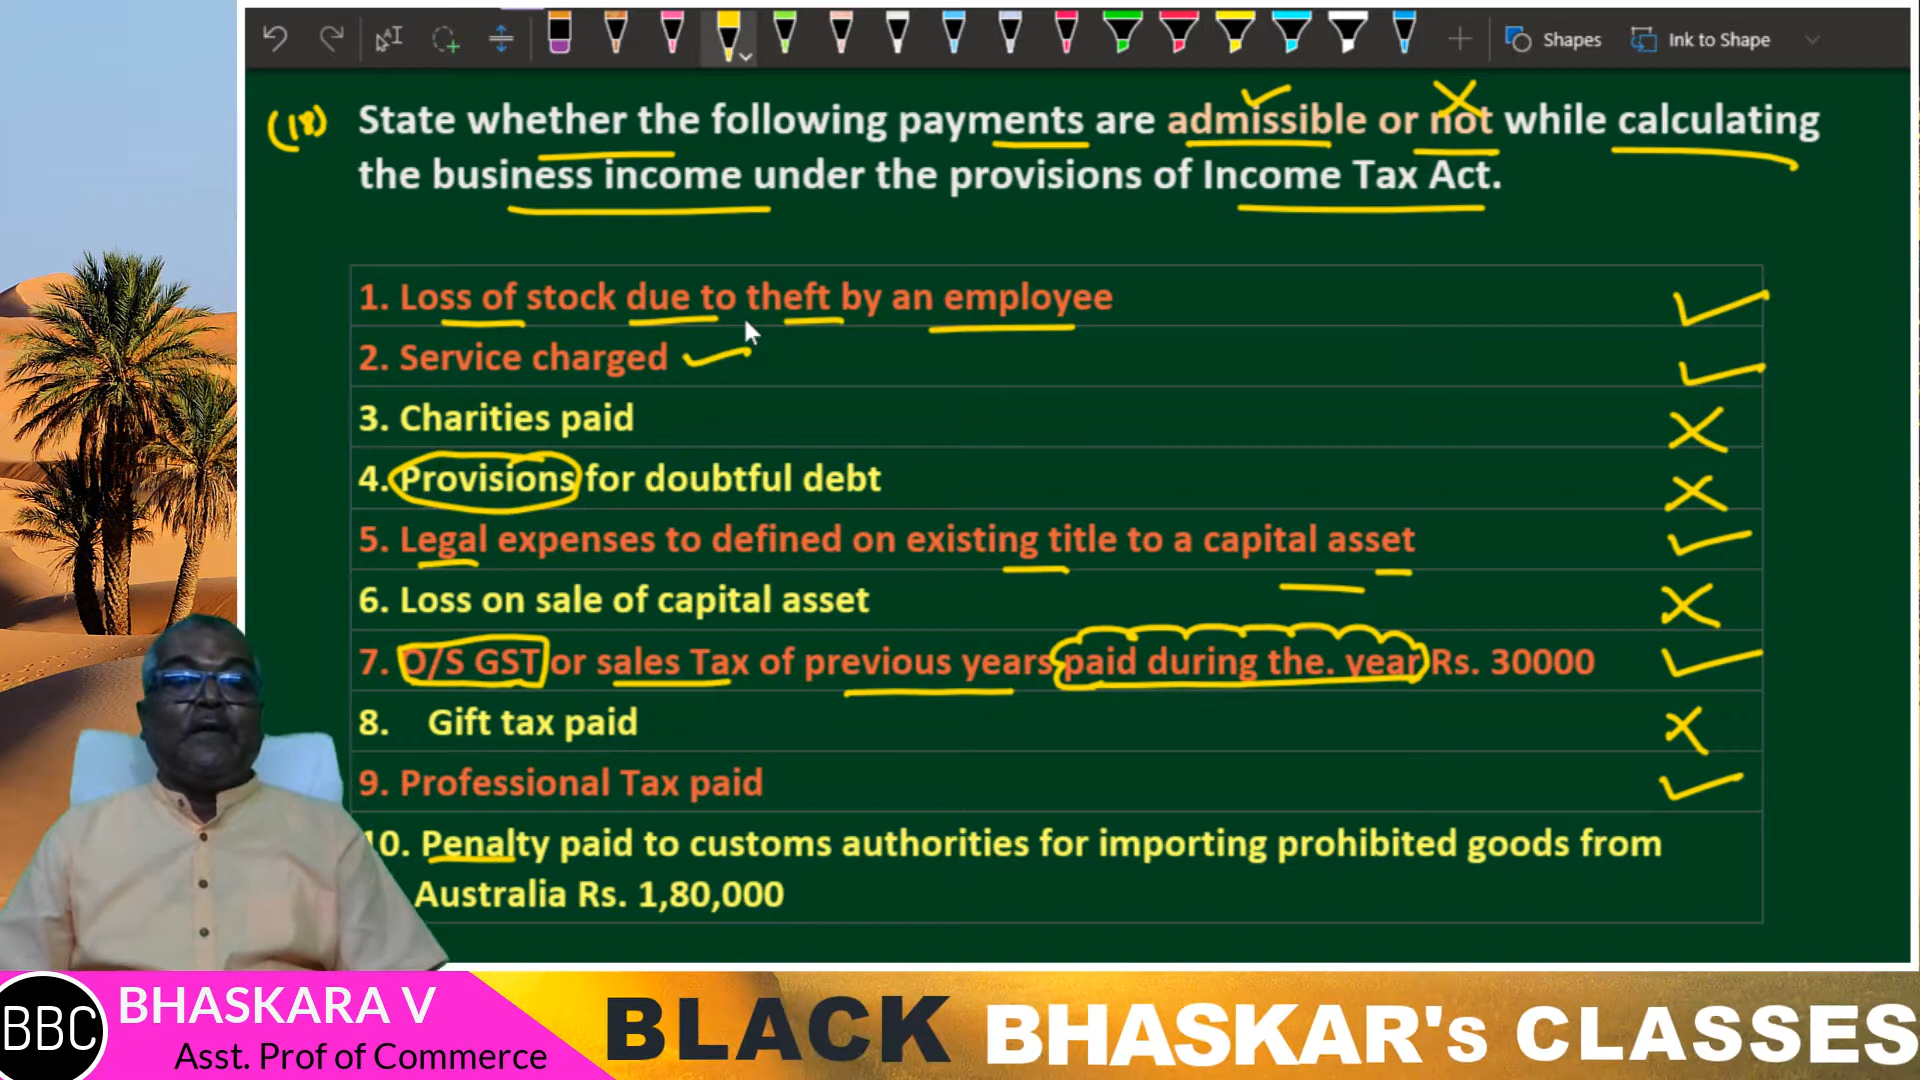 Shapes
Ink to Shape
(18) State whether the following payments are admissible or not while calculating
the business income under the provisions of Income Tax Act.
1. Loss of stock due to theft by an employee
2. Service charged
3. Charities paid
4. Provisions for doubtful debt
5. Legal expenses to defined on existing title to a capital asset
6. Loss on sale of capital asset
7. O/S GST or sales Tax of previous years paid during the. year Rs. 30000
8. Gift tax paid
9. Professional Tax paid
10. Penalty paid to customs authorities for importing prohibited goods from
Australia Rs. 1,80,000
BBC
BHASKARA V
Asst. Prof of Commerce
BLACK BHASKAR's CLASSES